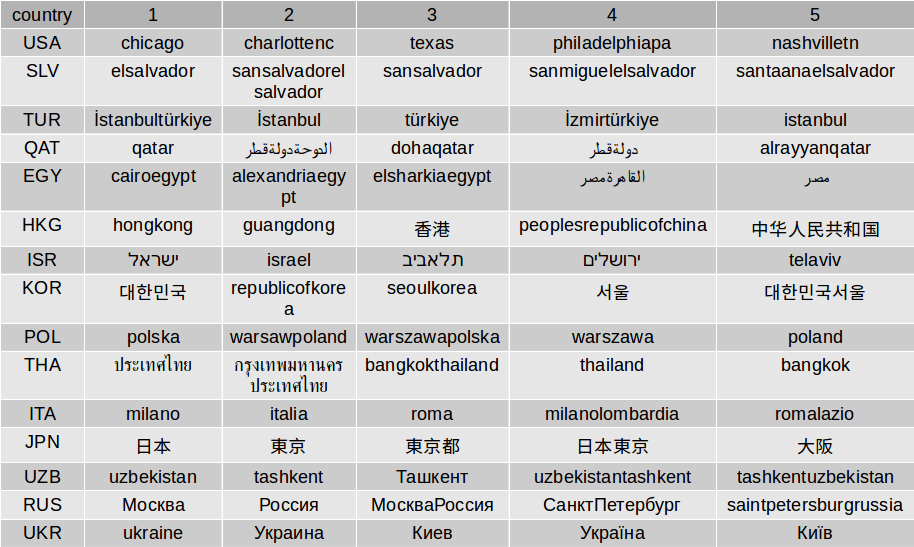 country 1 2 3 4 5
USA chicago charlottenc texas philadelphiapa nashvilletn
SLV elsalvador sansalvadorel sansalvador sanmiguelelsalvador santaanaelsalvador
salvador
TUR İstanbultürkiye İstanbul türkiye İzmirtürkiye istanbul
QAT qatar الدوحةدولةقطر dohaqatar دولةقطر alrayyanqatar
EGY cairoegypt alexandriaegy elsharkiaegypt القاهرةمصر مصر
pt
HKG hongkong guangdong 香港 peoplesrepublicofchina 中华人民共和国
ISR ישראל israel תלאביב ירושלים telaviv
KOR 대한민국 republicofkore seoulkorea 서울 대한민국서울
a
POL polska warsawpoland warszawapolska warszawa poland
THA ประเทศไทย กรุงเทพมหานคร bangkokthailand thailand bangkok
ประเทศไทย
ITA milano italia roma milanolombardia romalazio
JPN 日本 東京 東京都 日本東京 大阪
UZB uzbekistan tashkent Ташкент uzbekistantashkent tashkentuzbekistan
RUS Москва Россия МоскваРоссия СанктПетербург saintpetersburgrussia
UKR ukraine Украина Киев Україна Київ